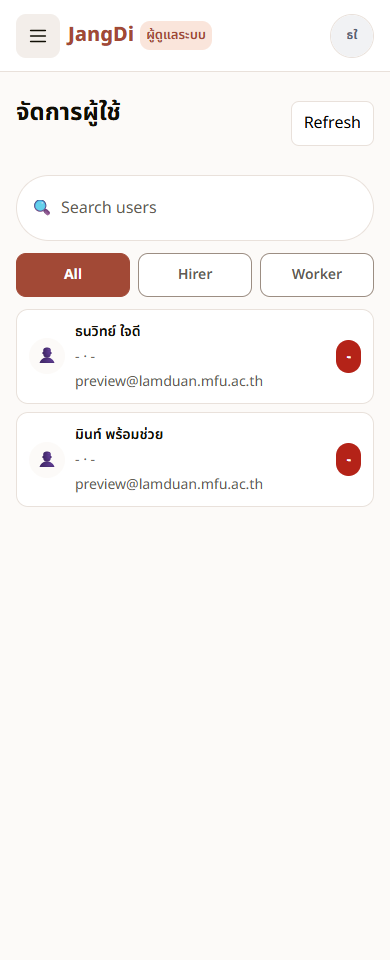 JangDi ผู้ดูแลระบบ ธใ
จัดการผู้ใช้
Refresh
Search users
All Hirer Worker
ธนวิทย์ ใจดี
- · -
preview@lamduan.mfu.ac.th
-
มินท์ พร้อมช่วย
- · -
preview@lamduan.mfu.ac.th
-